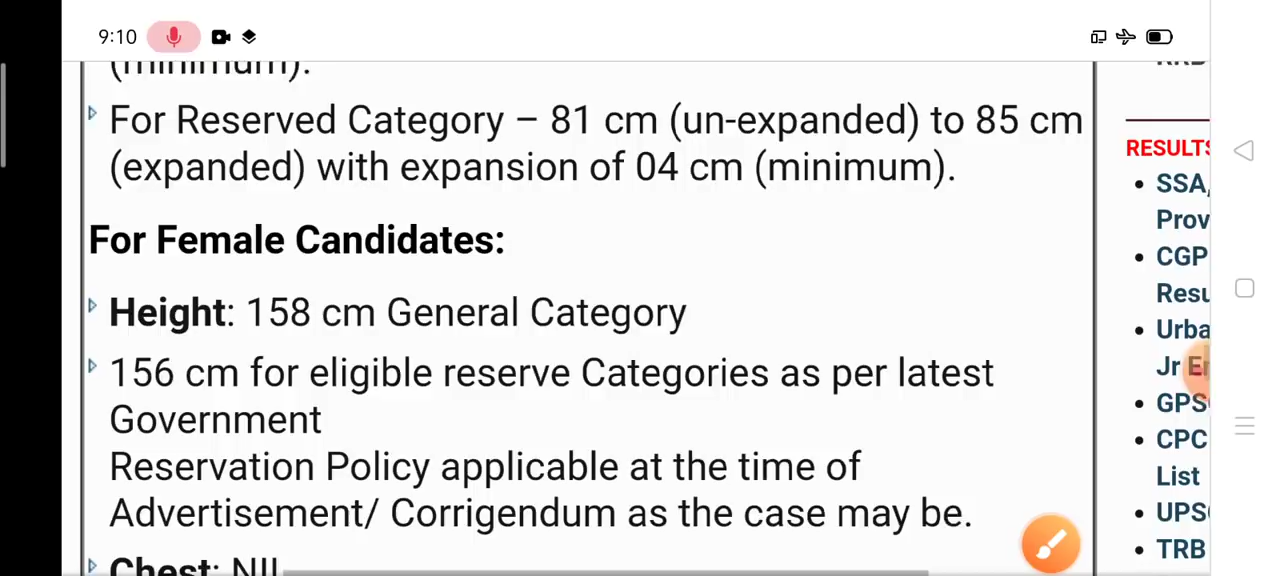 9:10
(minimum).
For Reserved Category – 81 cm (un-expanded) to 85 cm
(expanded) with expansion of 04 cm (minimum).
For Female Candidates:
Height: 158 cm General Category
156 cm for eligible reserve Categories as per latest
Government
Reservation Policy applicable at the time of
Advertisement/ Corrigendum as the case may be.
Chest: NIL
RESULTS
SSA,
Prov
CGP
Resu
Urba
Jr
GPS
CPC
List
UPS
TRB